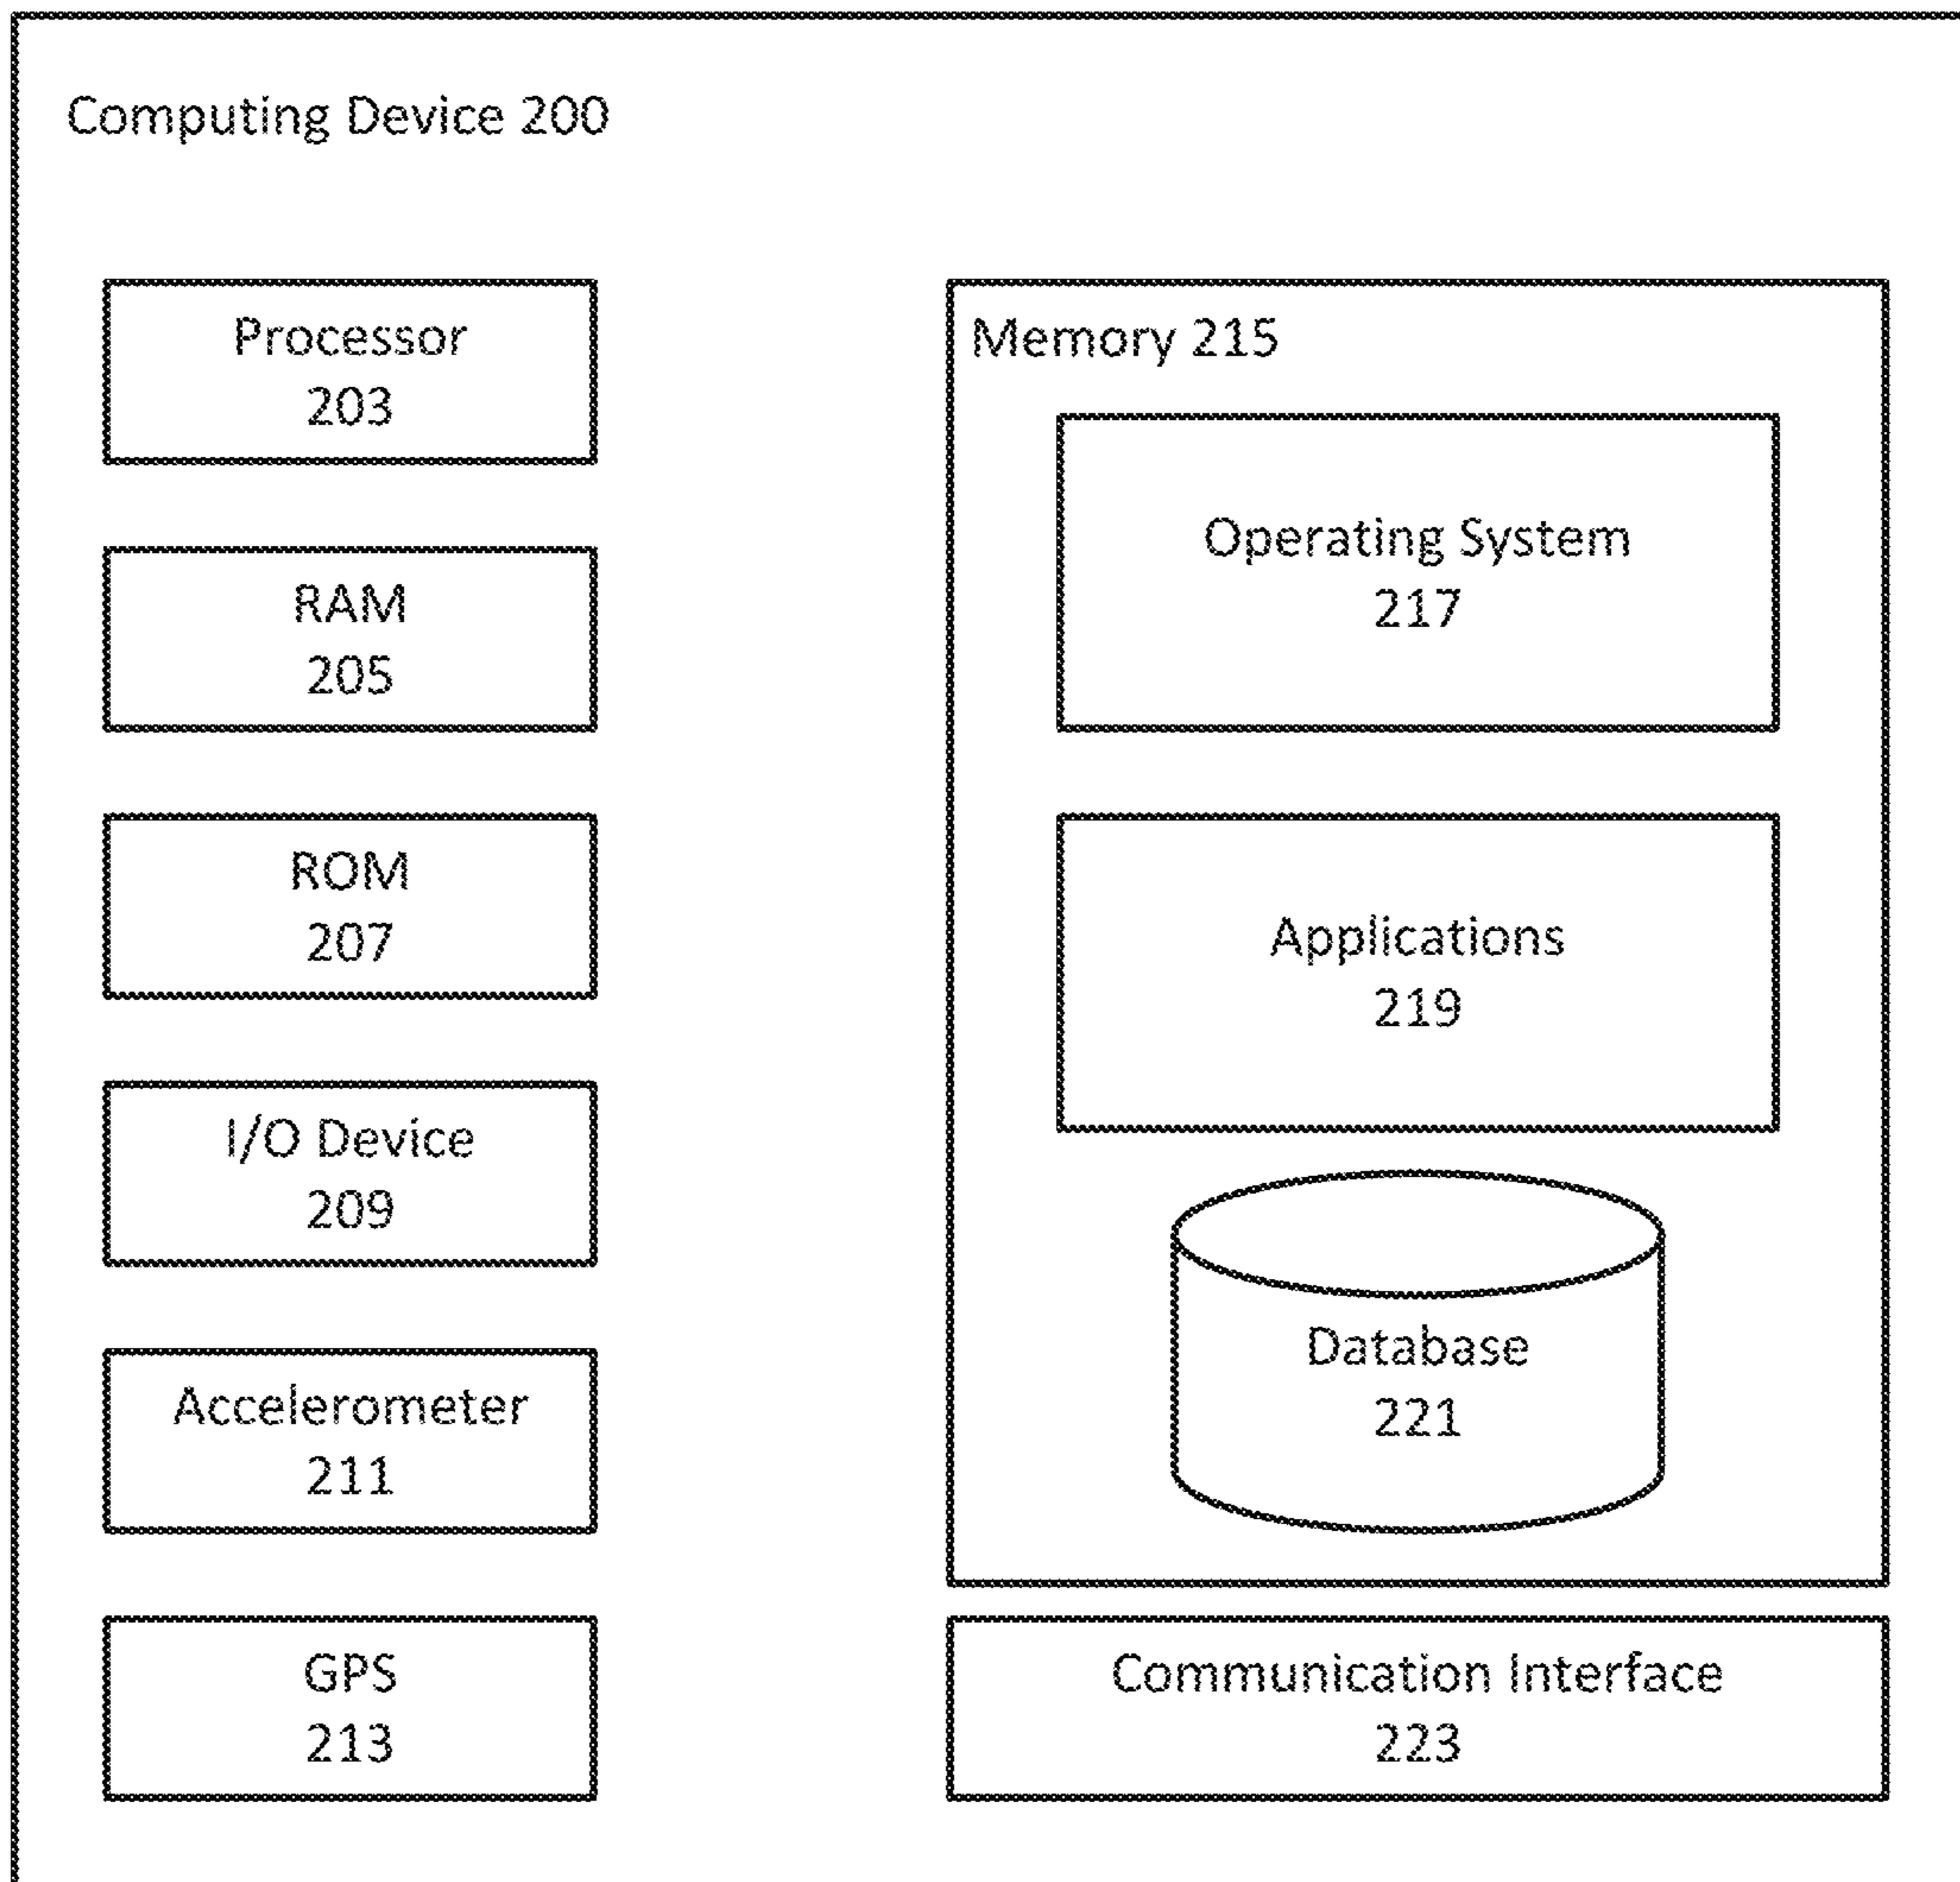 Computing Device 200
Processor
203
RAM
205
ROM
207
I/O Device
209
Accelerometer
211
GPS
213
Memory 215
Operating System
217
Applications
219
Database
221
Communication Interface
223